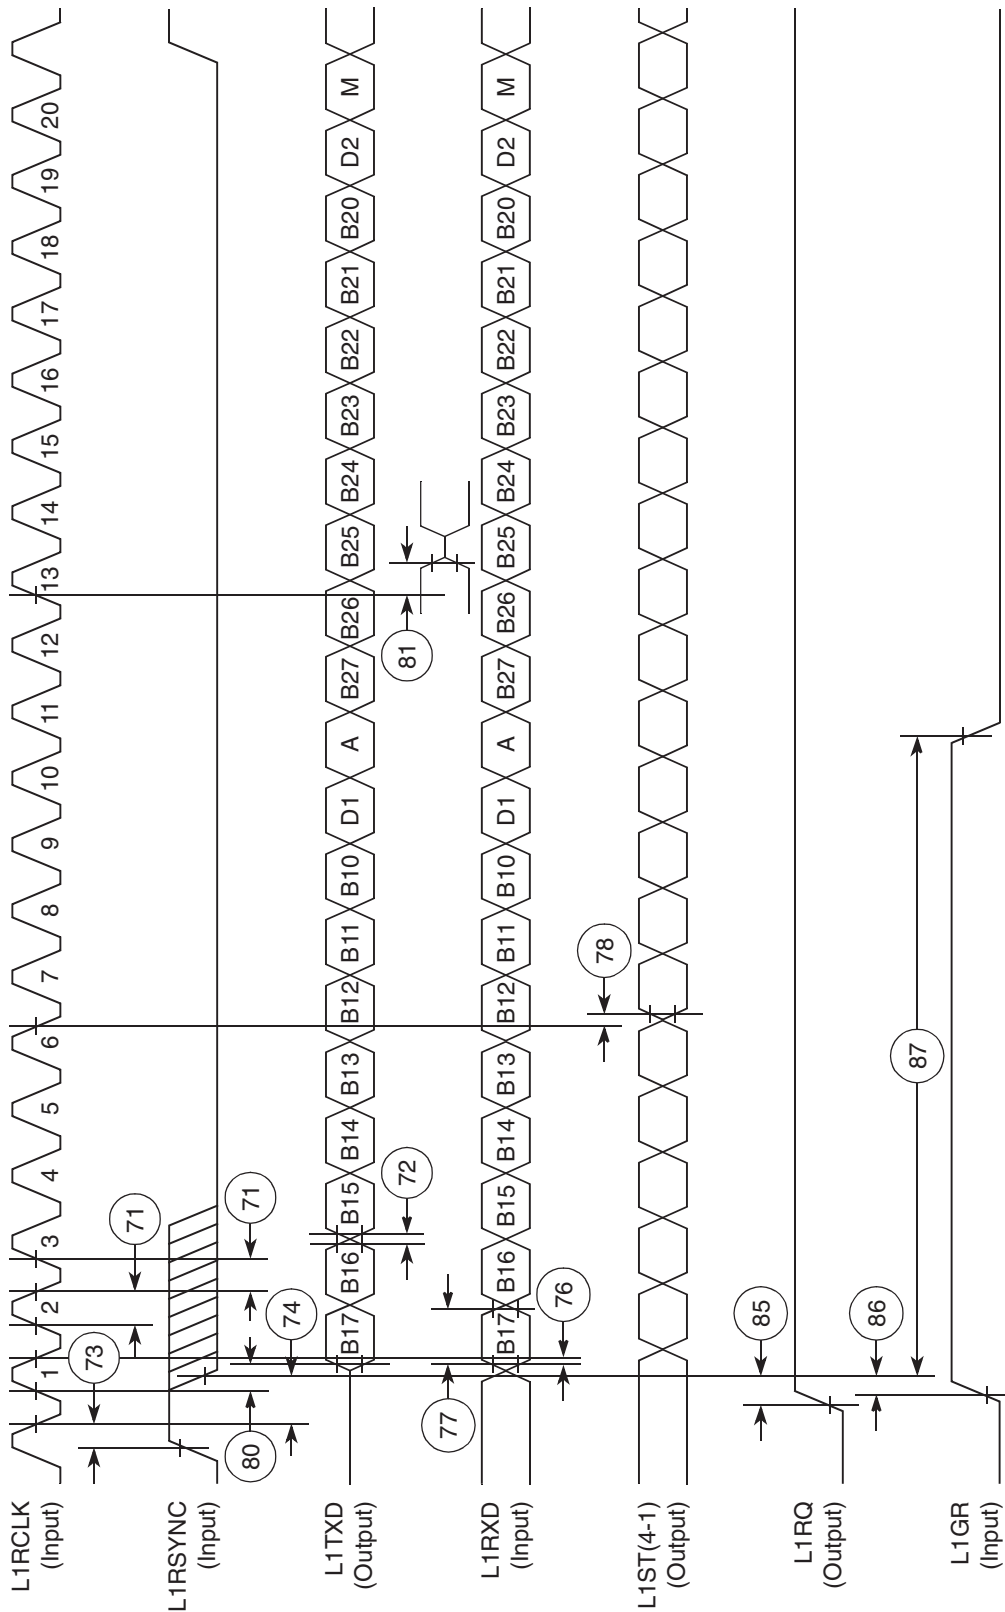 L1RCLK
(Input)
1 2 3 4 5 6 7 8 9 10 11 12 13 14 15 16 17 18 19 20
73
71
71
L1RSYNC
(Input)
80
74
L1TXD
(Output)
B17 B16 B15 B14 B13 B12 B11 B10 D1 A B27 B26 B25 B24 B23 B22 B21 B20 D2 M
72
81
77
L1RXD
(Input)
B17 B16 B15 B14 B13 B12 B11 B10 D1 A B27 B26 B25 B24 B23 B22 B21 B20 D2 M
76
78
L1ST(4-1)
(Output)
85
L1RQ
(Output)
86
87
L1GR
(Input)